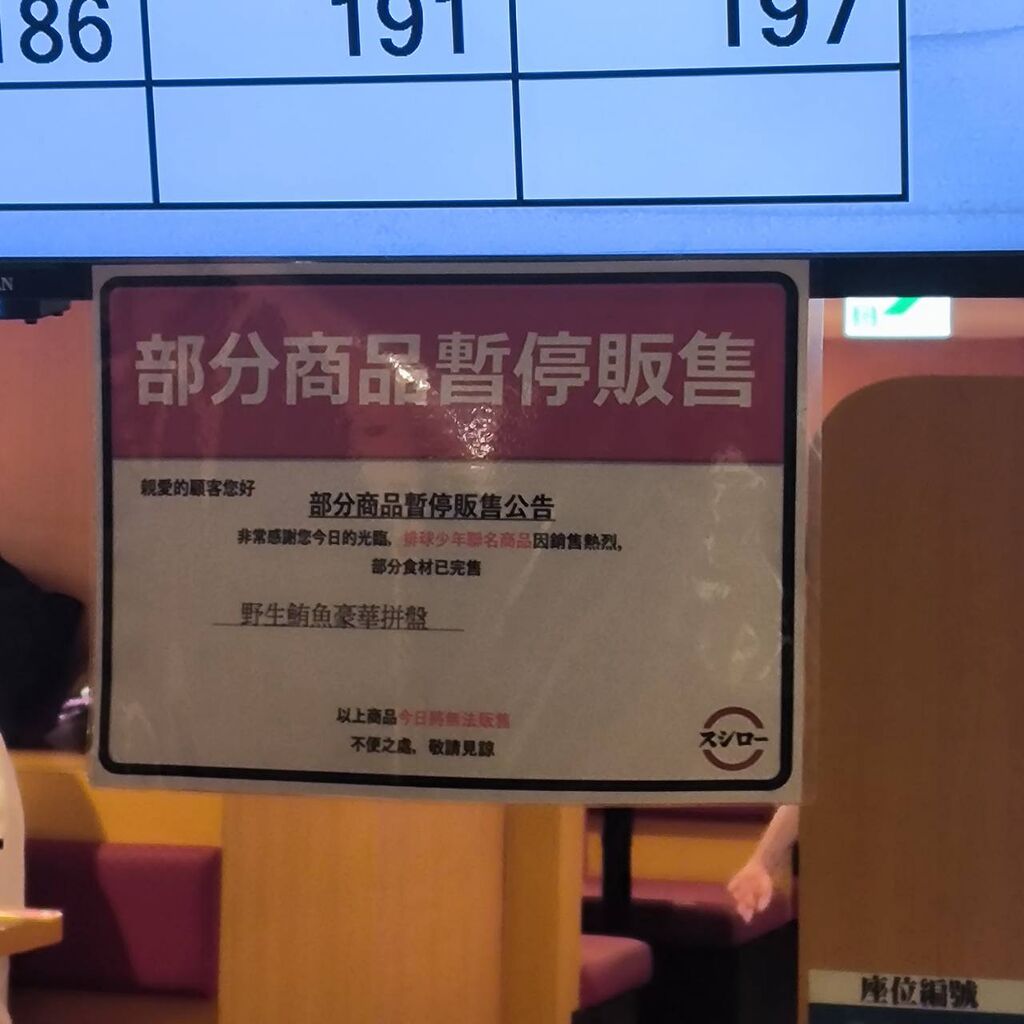 186 191 197
部分商品暫停販售
親愛的顧客您好
部分商品暫停販售公告
非常感謝您今日的光臨，排球少年聯名商品因銷售熱烈，
部分食材已完售
野生鮪魚豪華拼盤
以上商品今日將無法販售
不便之處，敬請見諒
スシロー
座位編號